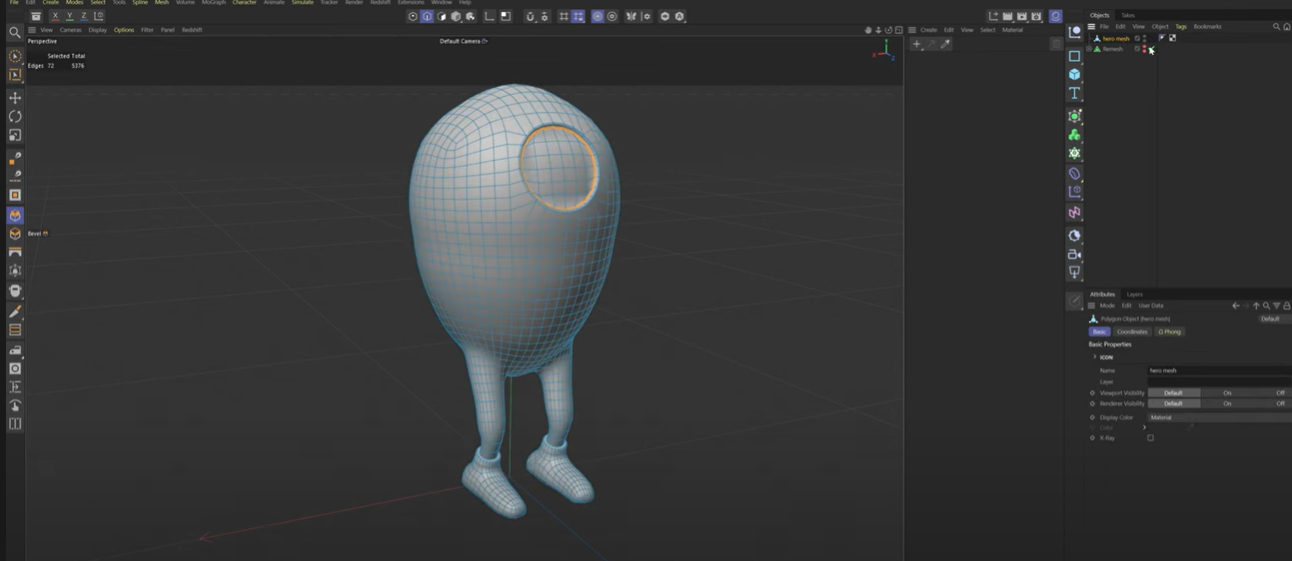 File Edit Create Modes Select Tools Spline Mesh Volume MoGraph Character Animate Simulate Tracker Render Redshift Extensions Window Help
X Y Z
Objects Takes
View Cameras Display Options Filter Panel Redshift
Create Edit View Select Material
File Edit View Object Tags Bookmarks
Perspective
Default Camera
hero mesh
Remesh
Selected Total
Edges 72 5376
Y
X
Z
T
Bevel
Attributes Layers
Mode Edit User Data
Polygon Object [hero mesh]
Default
Basic Coordinates Phong
Basic Properties
ICON
Name hero mesh
Layer
Viewport Visibility Default On Off
Renderer Visibility Default On Off
Display Color Material
Color
X-Ray